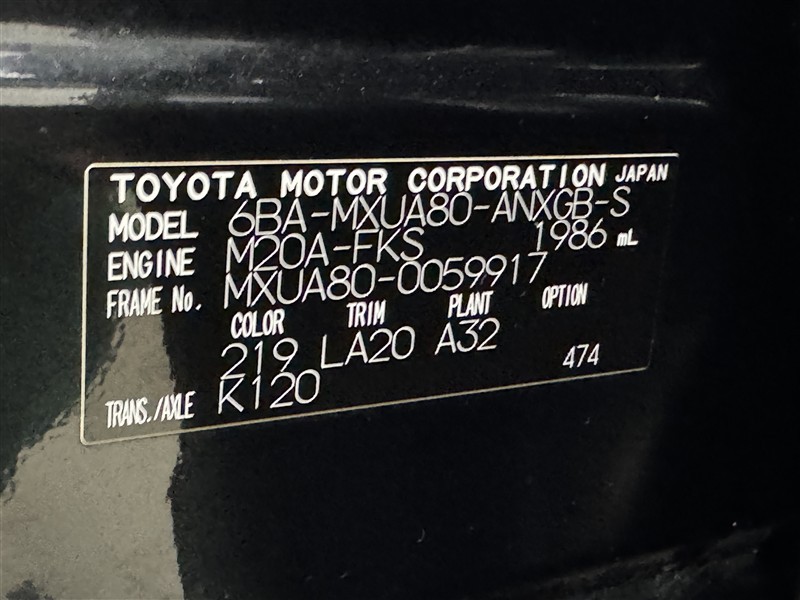 TOYOTA MOTOR CORPORATION JAPAN
MODEL 6BA-MXUA80-ANXGB-S
ENGINE M20A-FKS 1986 mL
FRAME No. MXUA80-0059917
COLOR TRIM PLANT OPTION
219 LA20 A32 474
TRANS./AXLE K120